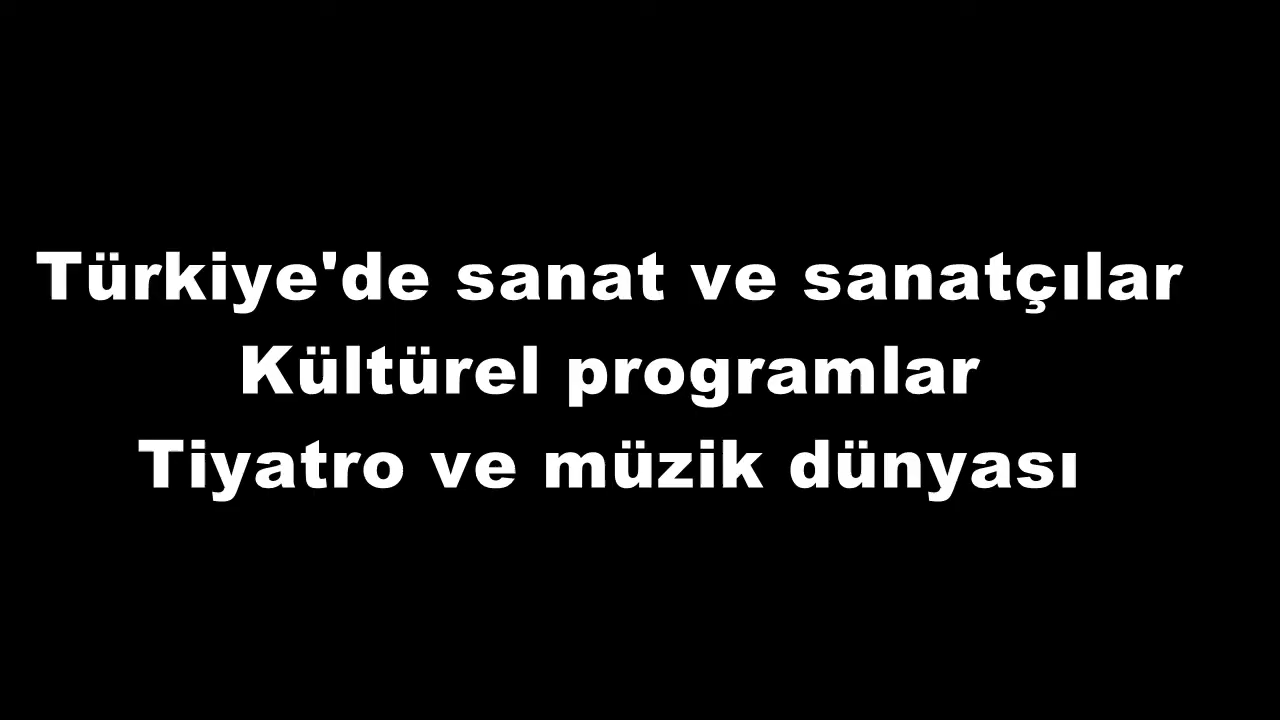 Türkiye'de sanat ve sanatçılar
Kültürel programlar
Tiyatro ve müzik dünyası